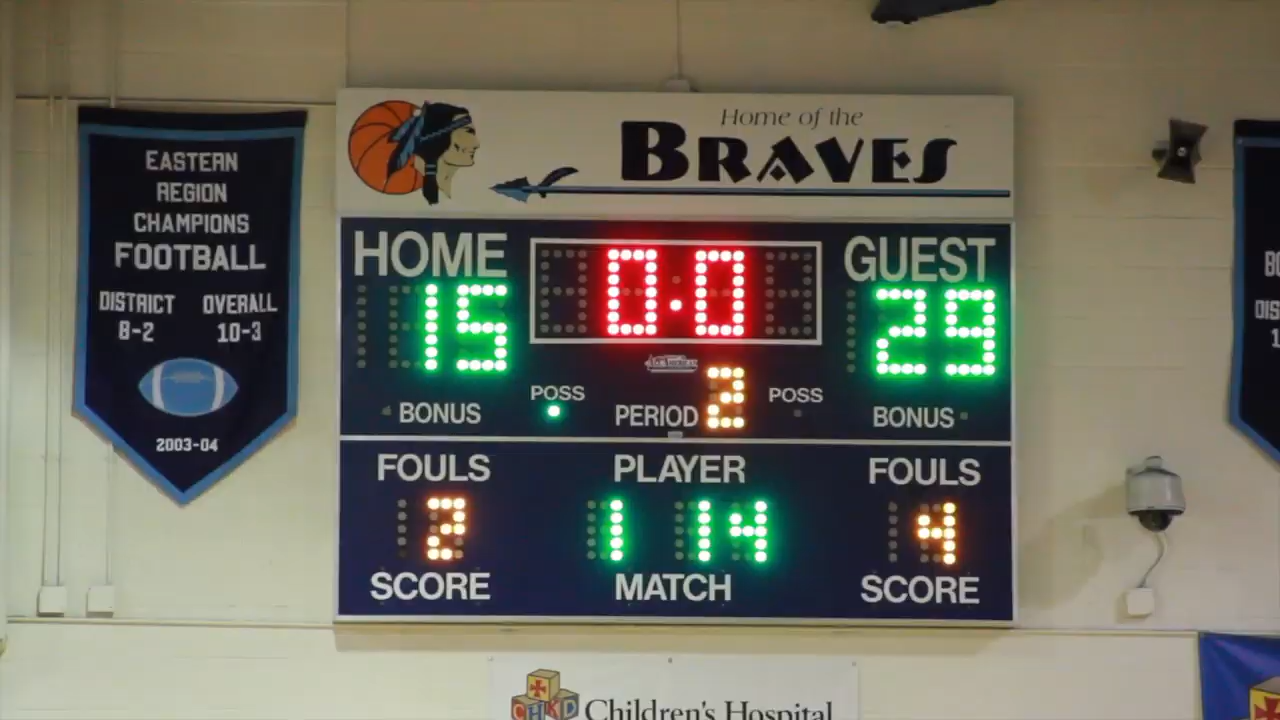 Home of the
BRAVES
EASTERN
REGION
CHAMPIONS
FOOTBALL
DISTRICT OVERALL
8-2 10-3
2003-04
HOME 0.0 GUEST
15 29
POSS POSS
BONUS PERIOD 2 BONUS
FOULS PLAYER FOULS
2 1 14 4
SCORE MATCH SCORE
CHKD Children's Hospital